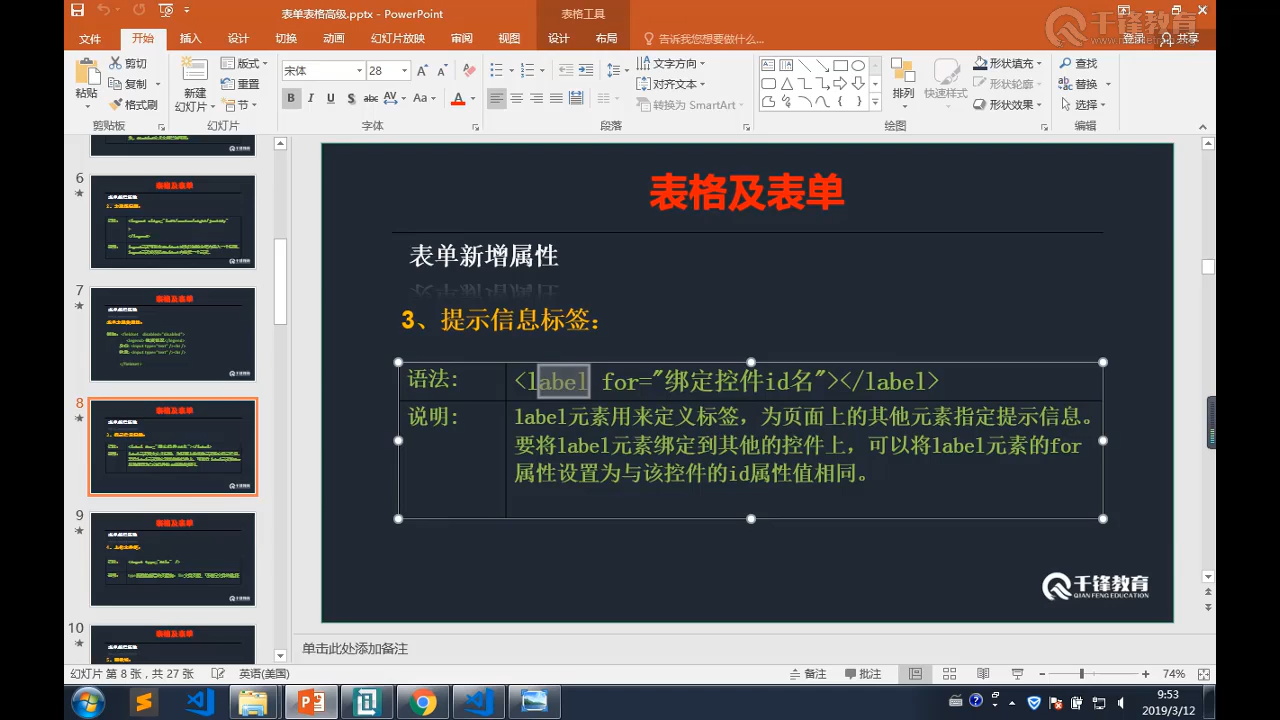 表单表格高级.pptx - PowerPoint
表格工具
千锋教育
文件
开始
插入
设计
切换
动画
幻灯片放映
审阅
视图
设计
布局
告诉我您想要做什么...
登录
共享
粘贴
剪切
复制
格式刷
剪贴板
新建
幻灯片
版式
重置
节
幻灯片
宋体
28
B I U S abc AV Aa A
字体
文字方向
对齐文本
转换为 SmartArt
段落
排列
快速样式
形状填充
形状轮廓
形状效果
绘图
查找
替换
选择
编辑
6
7
8
9
10
表格及表单
表单新增属性
3、提示信息标签:
语法:
<label for="绑定控件id名"></label>
说明:
label元素用来定义标签，为页面上的其他元素指定提示信息。
要将label元素绑定到其他的控件上，可以将label元素的for
属性设置为与该控件的id属性值相同。
千锋教育
QIAN FENG EDUCATION
单击此处添加备注
幻灯片 第 8 张，共 27 张
英语(美国)
备注
批注
74%
9:53
2019/3/12